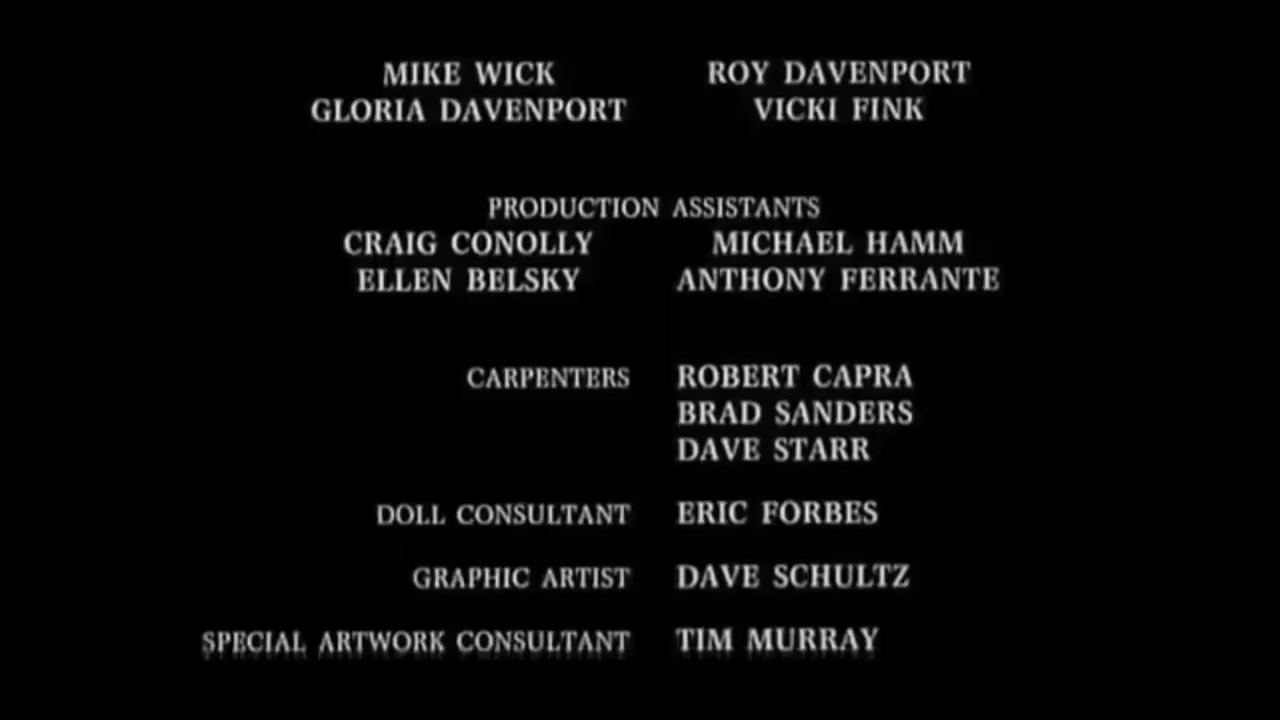 MIKE WICK ROY DAVENPORT
GLORIA DAVENPORT VICKI FINK
PRODUCTION ASSISTANTS
CRAIG CONOLLY MICHAEL HAMM
ELLEN BELSKY ANTHONY FERRANTE
CARPENTERS ROBERT CAPRA
BRAD SANDERS
DAVE STARR
DOLL CONSULTANT ERIC FORBES
GRAPHIC ARTIST DAVE SCHULTZ
SPECIAL ARTWORK CONSULTANT TIM MURRAY